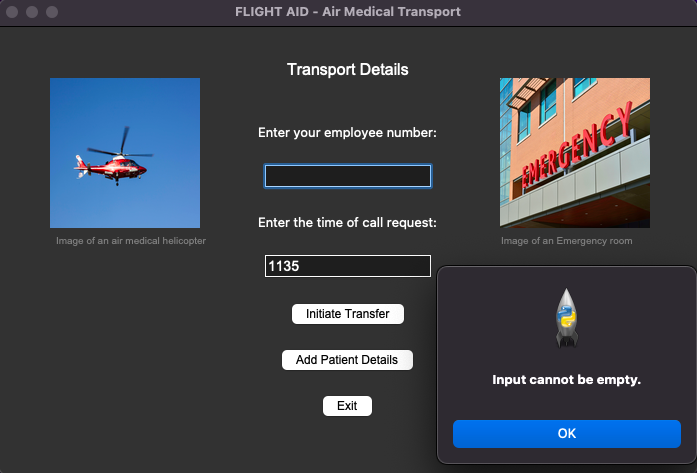 FLIGHT AID - Air Medical Transport
Transport Details
EMERGENCY
Enter your employee number:
Image of an air medical helicopter
Enter the time of call request:
Image of an Emergency room
1135
Initiate Transfer
Add Patient Details
Exit
Input cannot be empty.
OK